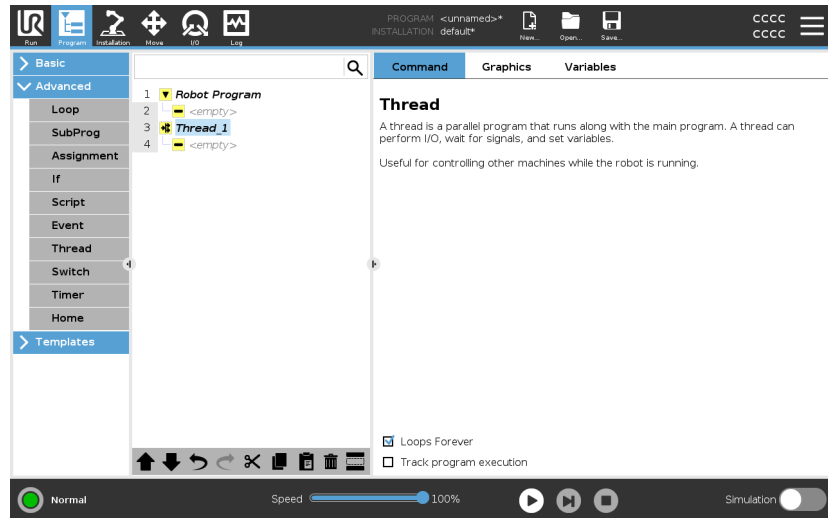 PROGRAM <unnamed>*
INSTALLATION default*
CCCC
CCCC
Run
Program
Installation
Move
I/O
Log
New...
Open...
Save...
Basic
Advanced
Loop
SubProg
Assignment
If
Script
Event
Thread
Switch
Timer
Home
Templates
1 Robot Program
2 <empty>
3 Thread_1
4 <empty>
Command Graphics Variables
Thread
A thread is a parallel program that runs along with the main program. A thread can
perform I/O, wait for signals, and set variables.
Useful for controlling other machines while the robot is running.
Loops Forever
Track program execution
Normal
Speed 100%
Simulation